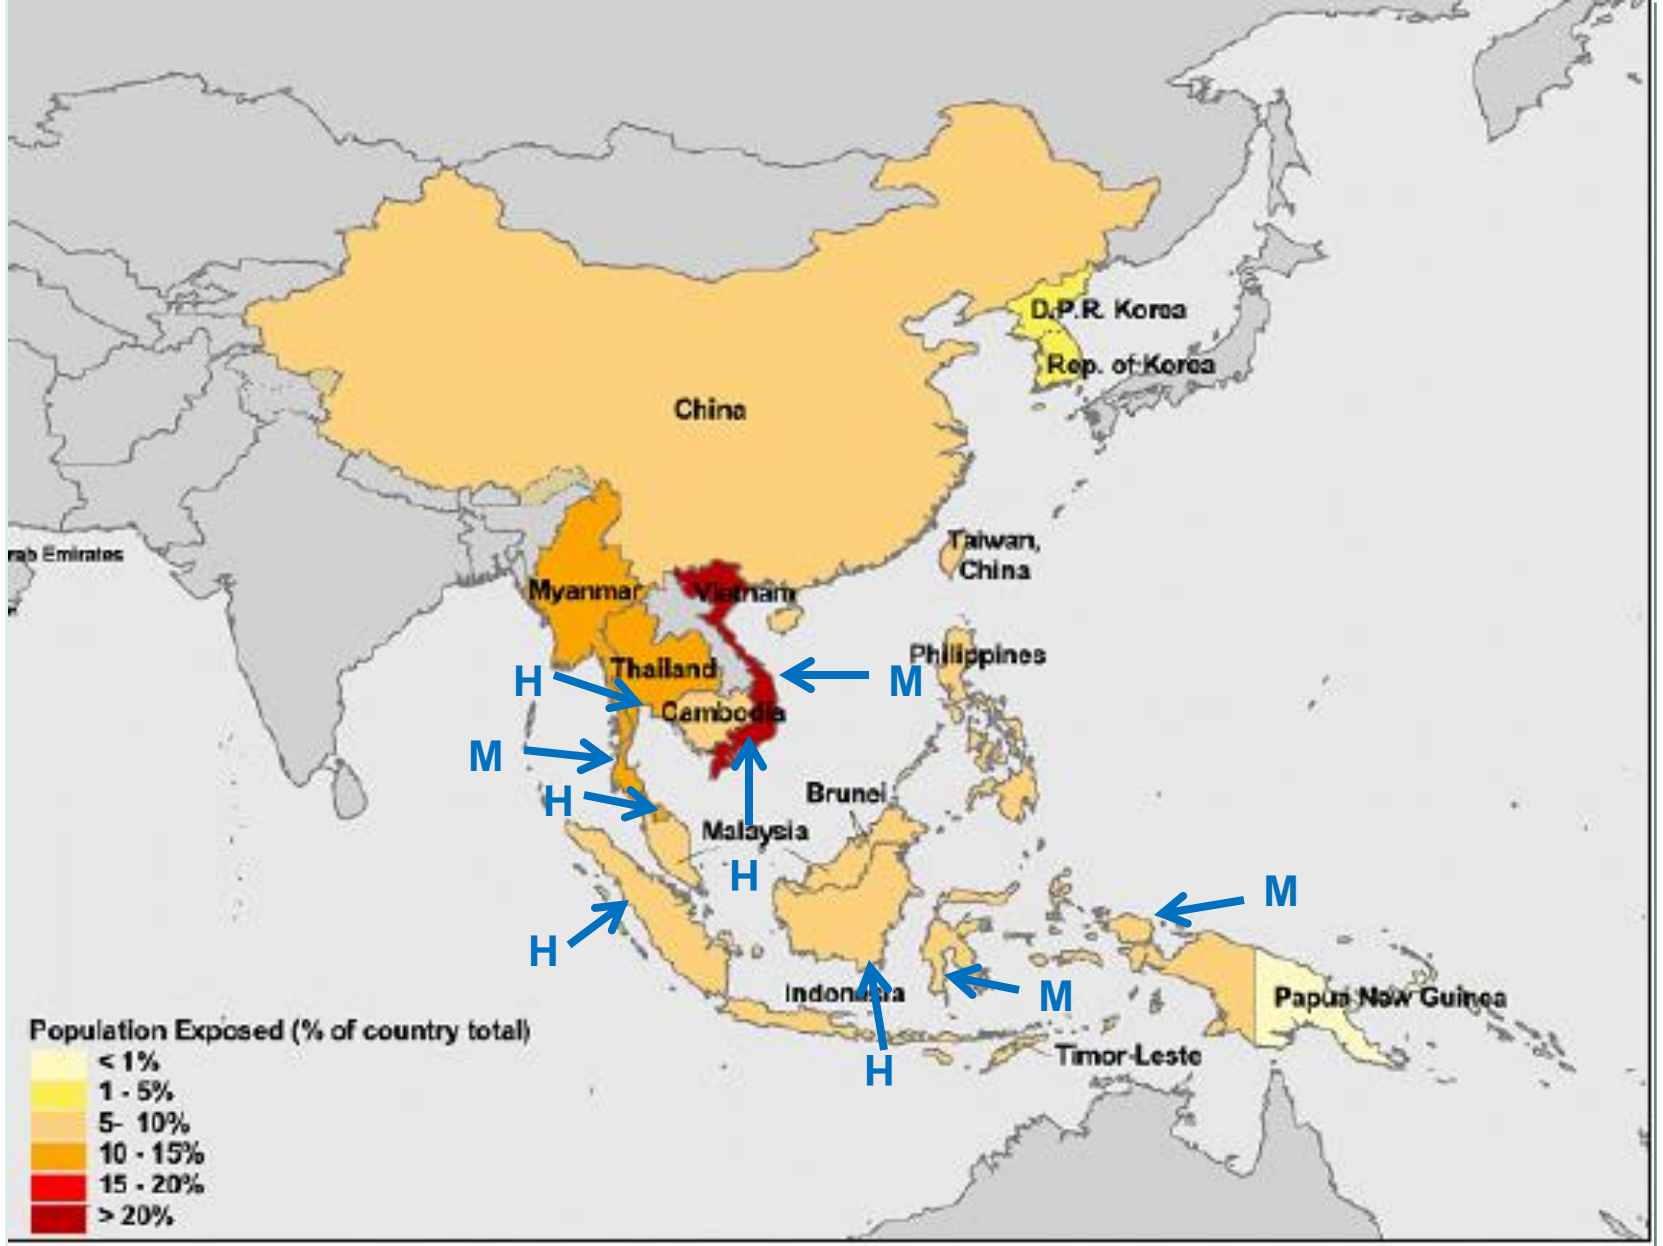 D.P.R. Korea
Rep. of Korea
China
Taiwan,
China
rab Emirates
Myanmar
Vietnam
Philippines
Thailand
H
M
Cambodia
M
H
Brunei
Malaysia
H
M
H
M
Indonesia
Papua New Guinea
H
Timor-Leste
Population Exposed (% of country total)
< 1%
1 - 5%
5- 10%
10 - 15%
15 - 20%
> 20%